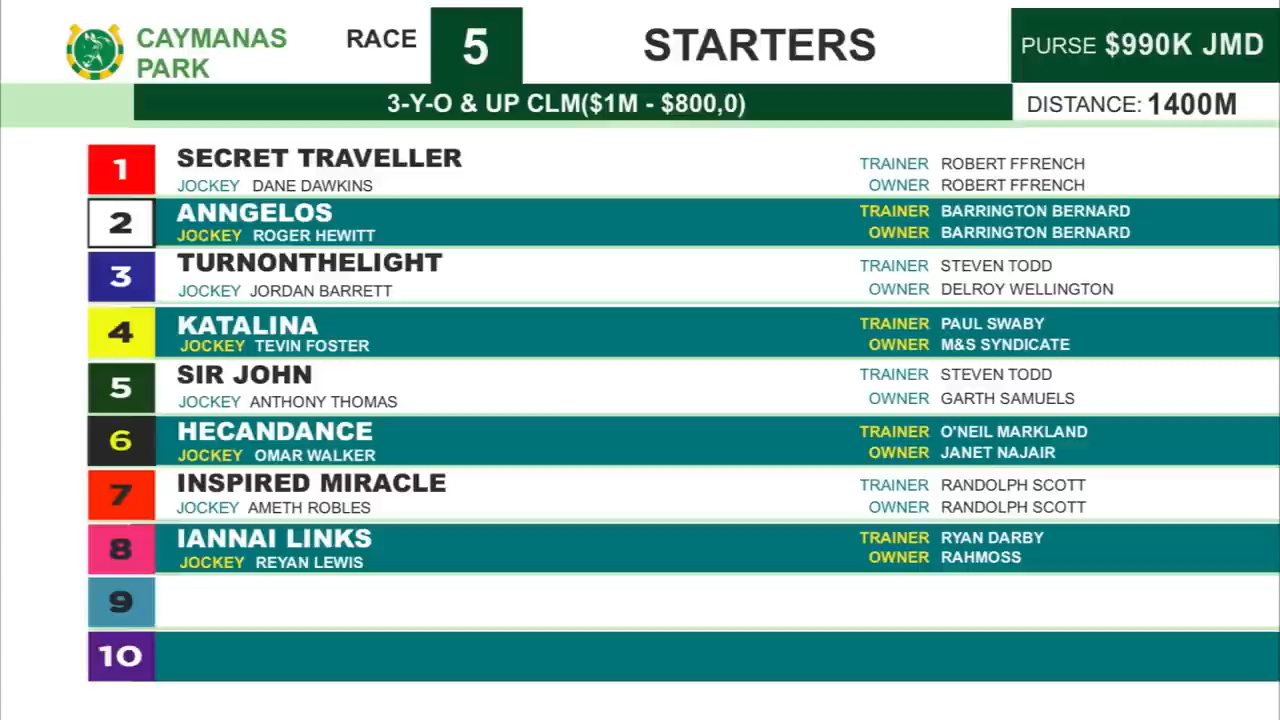 CAYMANAS
PARK
RACE 5 STARTERS
PURSE $990K JMD
3-Y-O & UP CLM($1M - $800,0)
DISTANCE: 1400M
1 SECRET TRAVELLER
JOCKEY DANE DAWKINS
TRAINER ROBERT FFRENCH
OWNER ROBERT FFRENCH
2 ANNGELOS
JOCKEY ROGER HEWITT
TRAINER BARRINGTON BERNARD
OWNER BARRINGTON BERNARD
3 TURNONTHELIGHT
JOCKEY JORDAN BARRETT
TRAINER STEVEN TODD
OWNER DELROY WELLINGTON
4 KATALINA
JOCKEY TEVIN FOSTER
TRAINER PAUL SWABY
OWNER M&S SYNDICATE
5 SIR JOHN
JOCKEY ANTHONY THOMAS
TRAINER STEVEN TODD
OWNER GARTH SAMUELS
6 HECANDANCE
JOCKEY OMAR WALKER
TRAINER O'NEIL MARKLAND
OWNER JANET NAJAIR
7 INSPIRED MIRACLE
JOCKEY AMETH ROBLES
TRAINER RANDOLPH SCOTT
OWNER RANDOLPH SCOTT
8 IANNAI LINKS
JOCKEY REYAN LEWIS
TRAINER RYAN DARBY
OWNER RAHMOSS
9
10